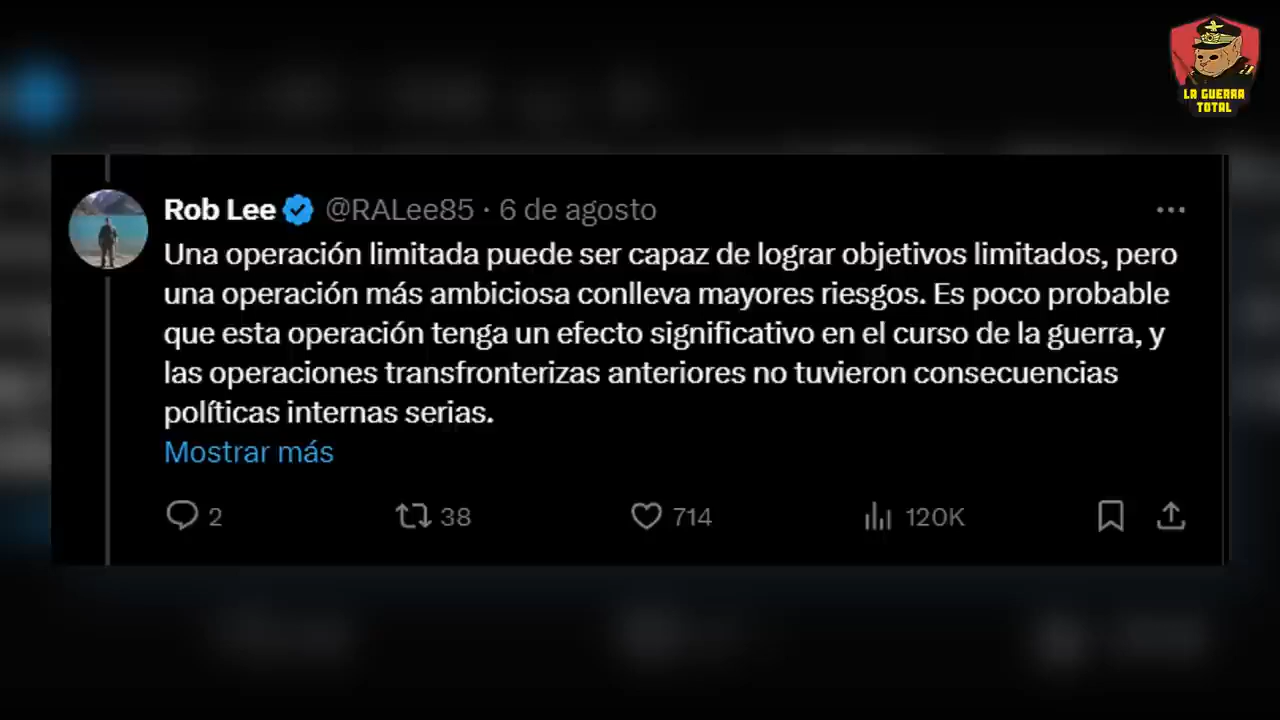 LA GUERRA
TOTAL
Rob Lee @RALee85 · 6 de agosto
Una operación limitada puede ser capaz de lograr objetivos limitados, pero
una operación más ambiciosa conlleva mayores riesgos. Es poco probable
que esta operación tenga un efecto significativo en el curso de la guerra, y
las operaciones transfronterizas anteriores no tuvieron consecuencias
políticas internas serias.
Mostrar más
2 38 714 120K